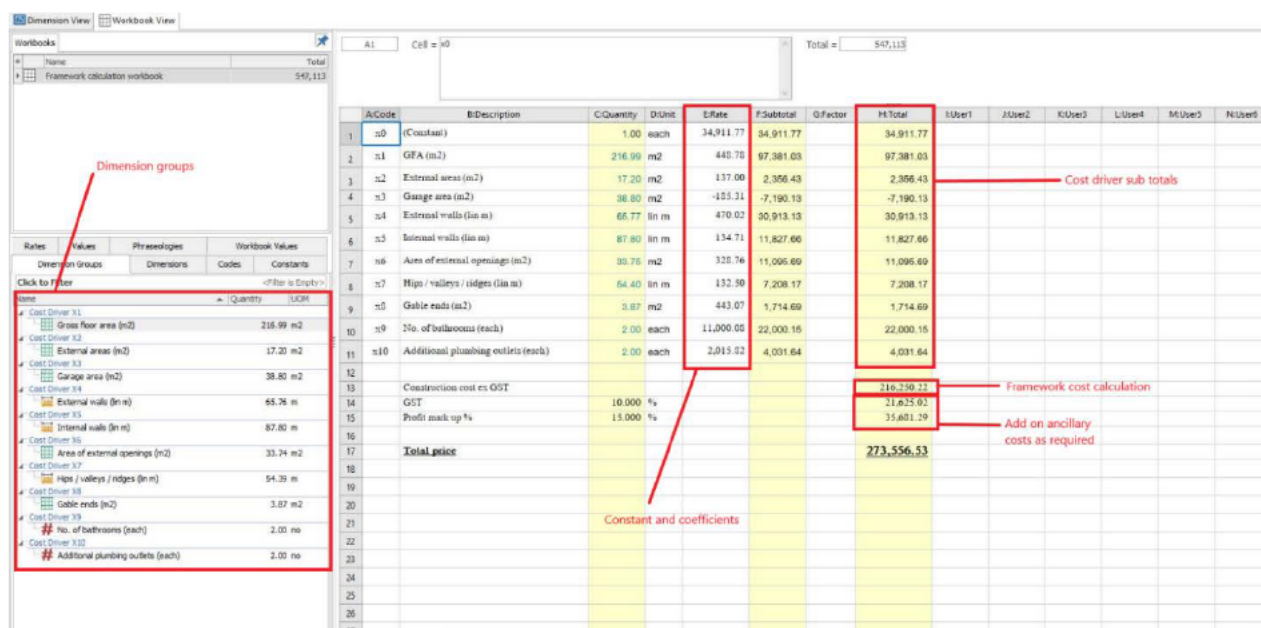 Dimension View Workbook View
Workbooks
Name Total
Framework calculation workbook 547,113
Dimension groups
Rates Values Phraseologies Workbook Values
Dimension Groups Dimensions Codes Constants
Click to Filter <Filter is Empty>
Name Quantity UOM
Cost Driver X1
Gross floor area (m2) 216.99 m2
Cost Driver X2
External areas (m2) 17.20 m2
Cost Driver X3
Garage area (m2) 38.80 m2
Cost Driver X4
External walls (lin m) 65.76 m
Cost Driver X5
Internal walls (lin m) 87.80 m
Cost Driver X6
Area of external openings (m2) 33.74 m2
Cost Driver X7
Hips / valleys / ridges (lin m) 54.39 m
Cost Driver X8
Gable ends (m2) 3.87 m2
Cost Driver X9
# No. of bathrooms (each) 2.00 no
Cost Driver X10
# Additional plumbing outlets (each) 2.00 no
A1 Cell = x0 Total = 547,113
A:Code B:Description C:Quantity D:Unit E:Rate F:Subtotal G:Factor H:Total I:User1 J:User2 K:User3 L:User4 M:User5 N:User6
1 x0 (Constant) 1.00 each 34,911.77 34,911.77 34,911.77
2 x1 GFA (m2) 216.99 m2 448.78 97,381.03 97,381.03
3 x2 External areas (m2) 17.20 m2 137.00 2,356.43 2,356.43
Cost driver sub totals
4 x3 Garage area (m2) 38.80 m2 -185.31 -7,190.13 -7,190.13
5 x4 External walls (lin m) 65.77 lin m 470.02 30,913.13 30,913.13
6 x5 Internal walls (lin m) 87.80 lin m 134.71 11,827.66 11,827.66
7 x6 Area of external openings (m2) 33.75 m2 328.76 11,095.69 11,095.69
8 x7 Hips / valleys / ridges (lin m) 54.40 lin m 132.50 7,208.17 7,208.17
9 x8 Gable ends (m2) 3.87 m2 443.07 1,714.69 1,714.69
10 x9 No. of bathrooms (each) 2.00 each 11,000.08 22,000.15 22,000.15
11 x10 Additional plumbing outlets (each) 2.00 each 2,015.82 4,031.64 4,031.64
12
13 Construction cost ex GST 216,250.22
Framework cost calculation
14 GST 10.000 % 21,625.02
15 Profit mark up % 15.000 % 35,681.29
Add on ancillary
costs as required
16
17 Total price 273,556.53
18
19
20
Constant and coefficients
21
22
23
24
25
26